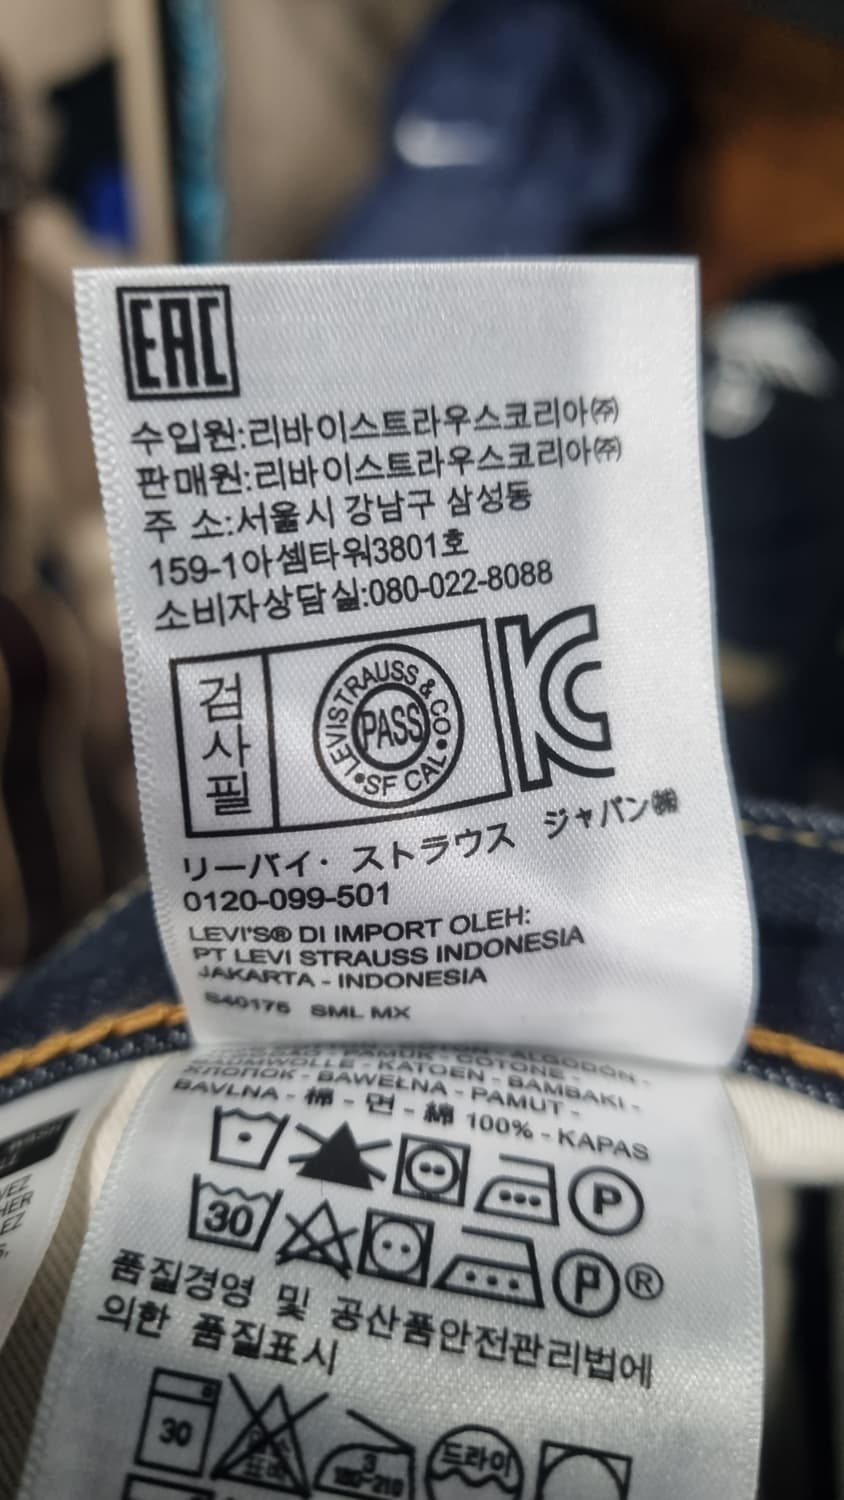 EAC
수입원:리바이스트라우스코리아㈜
판매원:리바이스트라우스코리아㈜
주 소:서울시 강남구 삼성동
159-1아셈타워3801호
소비자상담실:080-022-8088
검사필
LEVI STRAUSS & CO
PASS
SF CAL
リーバイ・ストラウス ジャパン㈱
0120-099-501
LEVI'S® DI IMPORT OLEH:
PT LEVI STRAUSS INDONESIA
JAKARTA - INDONESIA
S40175 SML MX
PAMUK - COTONE - ALGODÓN -
BAUMWOLLE - KATOEN - BAMBAKI -
ХЛОПОК - BAWEŁNA - PAMUT -
BAVLNA - 棉 - 면 - 綿 100% - KAPAS
P
30
P ®
품질경영 및 공산품안전관리법에
의한 품질표시
30
3
180~210
드라이